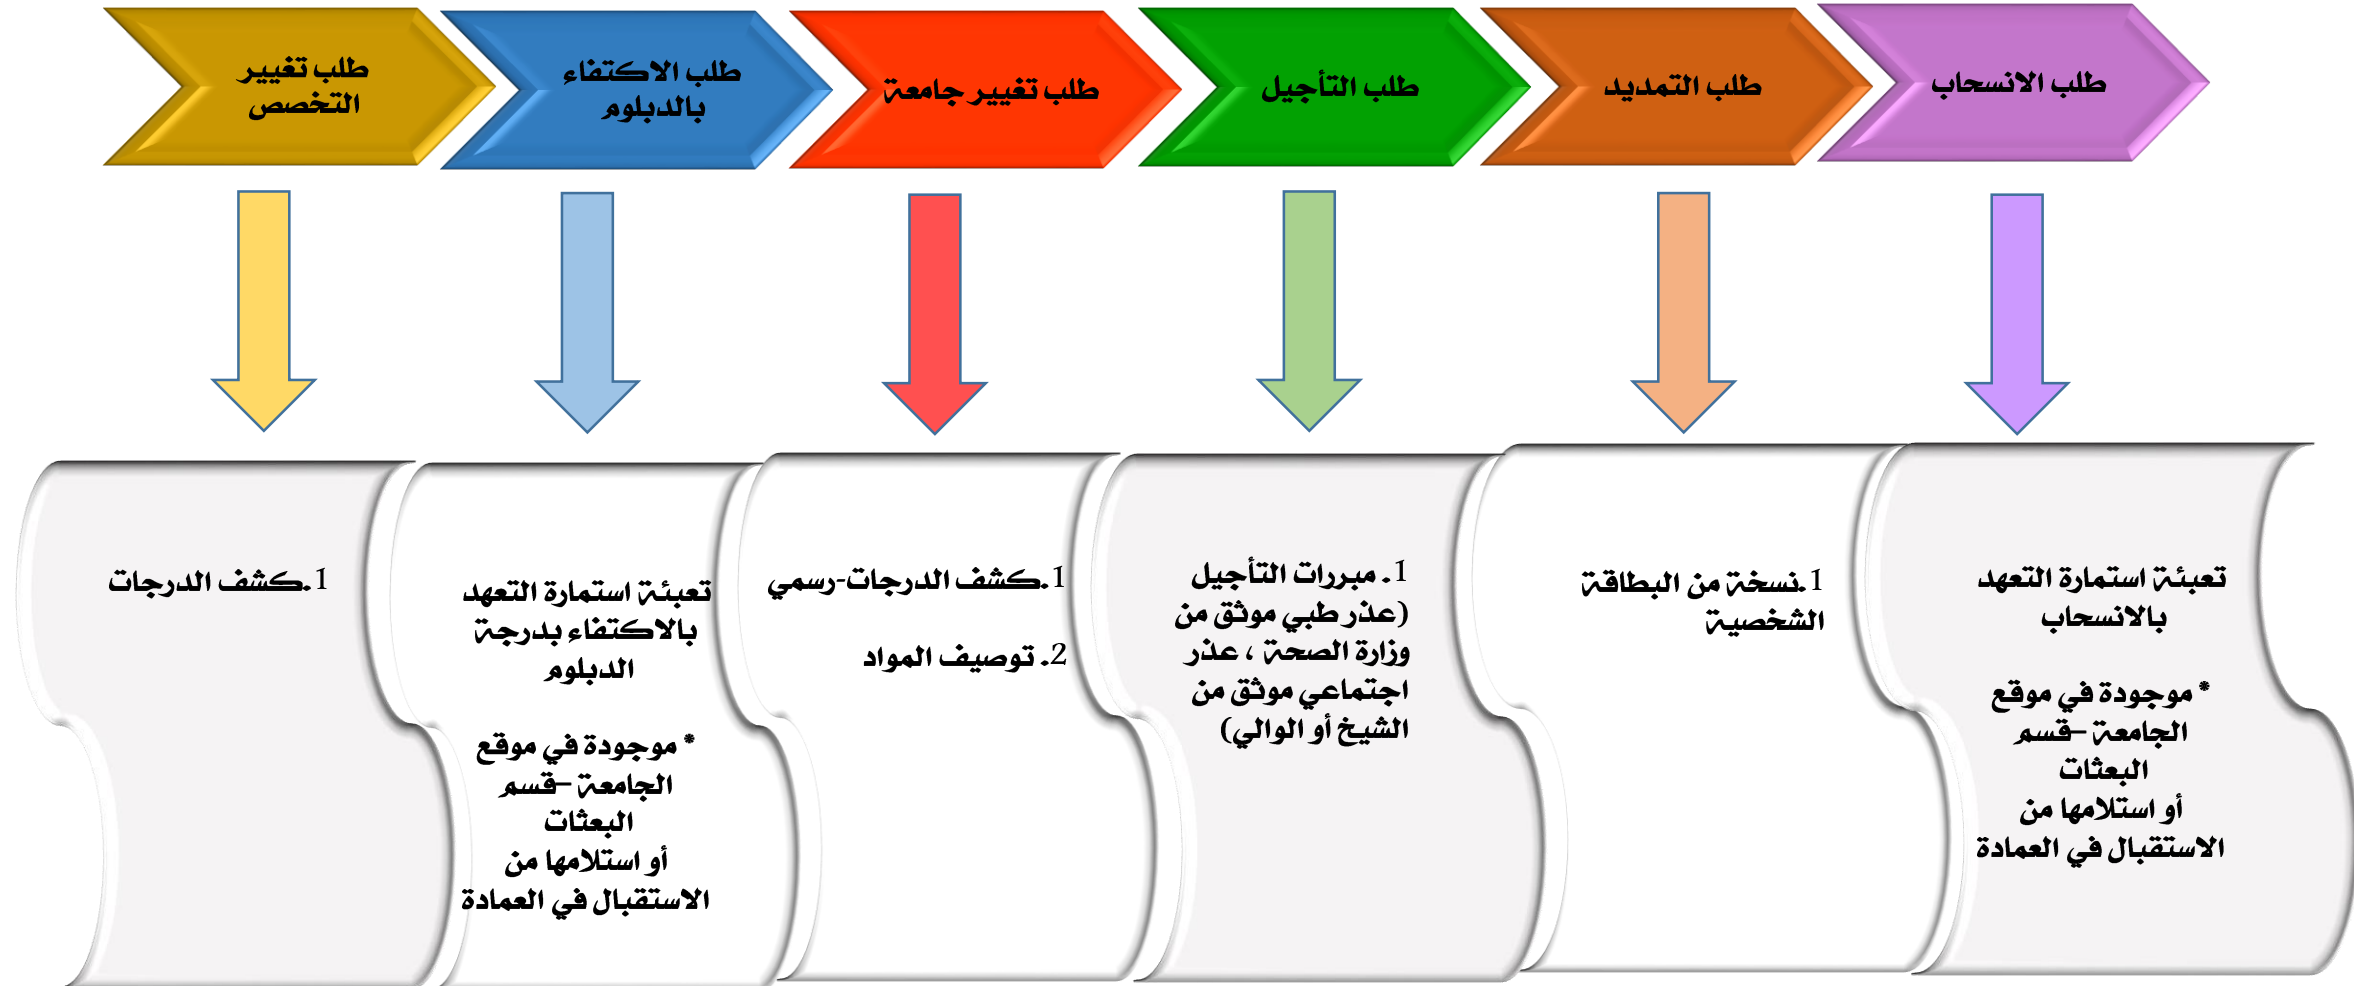 طلب الانسحاب
طلب التمديد
طلب التأجيل
طلب تغيير جامعة
طلب الاكتفاء
بالدبلوم
طلب تغيير
التخصص
تعبئة استمارة التعهد
بالانسحاب
* موجودة في موقع
الجامعة –قسم
البعثات
أو استلامها من
الاستقبال في العمادة
1.نسخة من البطاقة
الشخصية
1. مبررات التأجيل
(عذر طبي موثق من
وزارة الصحة ، عذر
اجتماعي موثق من
الشيخ أو الوالي)
1.كشف الدرجات-رسمي
2. توصيف المواد
تعبئة استمارة التعهد
بالاكتفاء بدرجة
الدبلوم
* موجودة في موقع
الجامعة –قسم
البعثات
أو استلامها من
الاستقبال في العمادة
1.كشف الدرجات